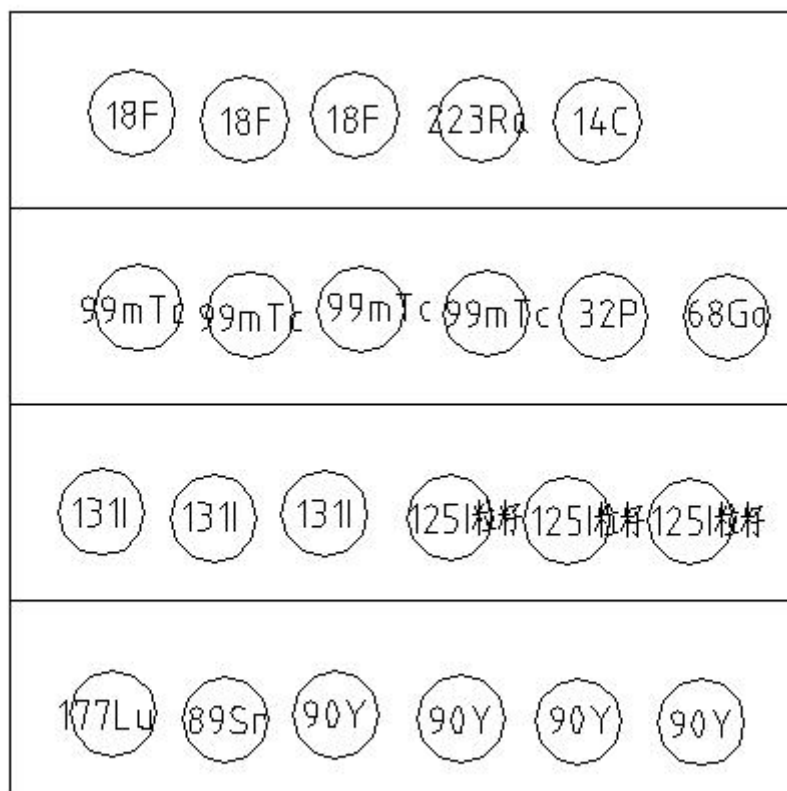 18F 18F 18F 223Ra 14C
99mTc 99mTc 99mTc 99mTc 32P 68Ga
131I 131I 131I 125I粒籽 125I粒籽 125I粒籽
177Lu 89Sr 90Y 90Y 90Y 90Y